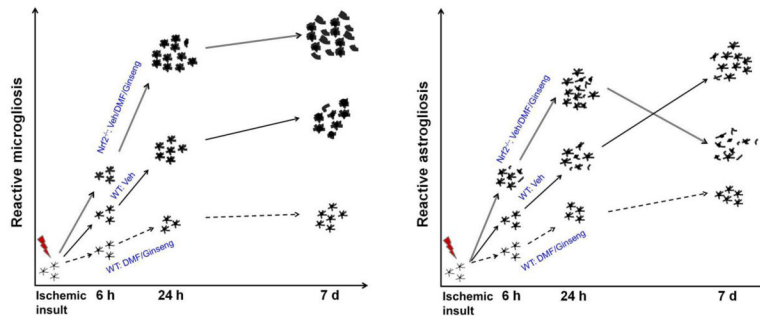 Reactive microgliosis
Nrf2-/-: Veh/DMF/Ginseng
WT: Veh
WT: DMF/Ginseng
Ischemic
insult
6 h
24 h
7 d
Reactive astrogliosis
Nrf2-/-: Veh/DMF/Ginseng
WT: Veh
WT: DMF/Ginseng
Ischemic
insult
6 h
24 h
7 d